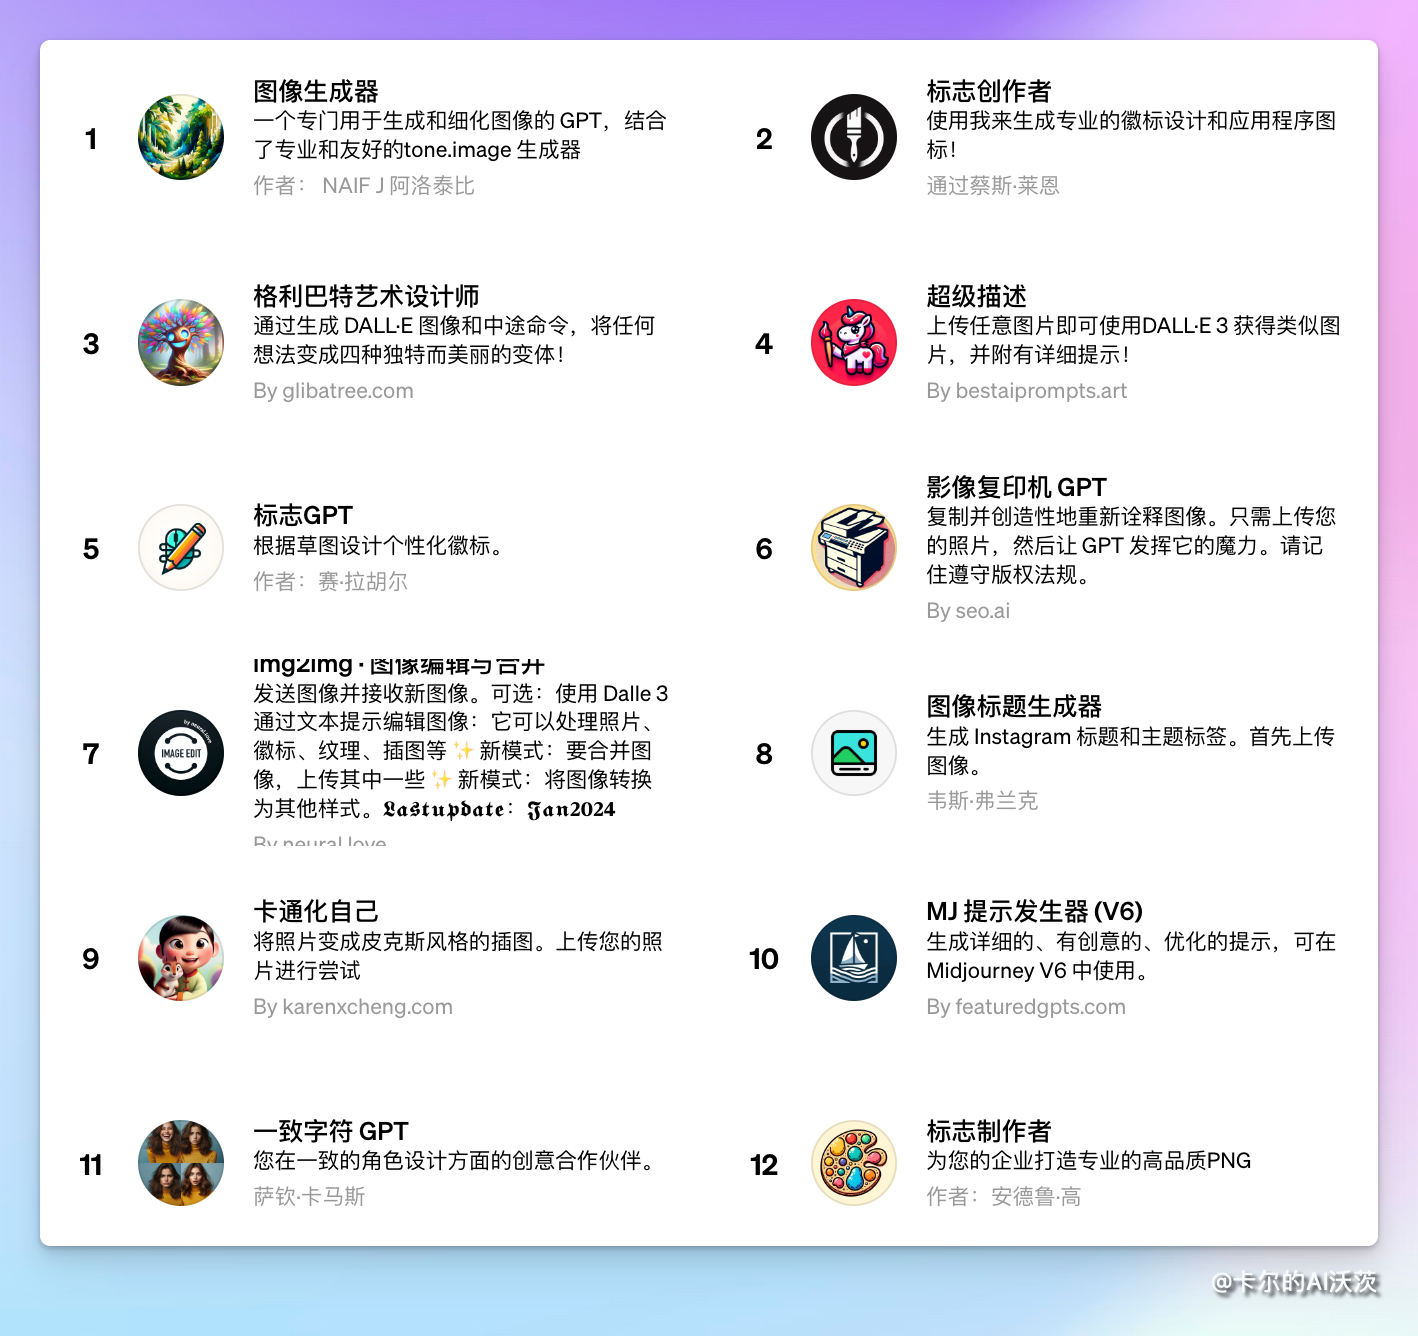 1
图像生成器
一个专门用于生成和细化图像的 GPT，结合
了专业和友好的tone.image 生成器
作者： NAIF J 阿洛泰比
2
标志创作者
使用我来生成专业的徽标设计和应用程序图
标！
通过蔡斯·莱恩
3
格利巴特艺术设计师
通过生成 DALL·E 图像和中途命令，将任何
想法变成四种独特而美丽的变体！
By glibatree.com
4
超级描述
上传任意图片即可使用DALL·E 3 获得类似图
片，并附有详细提示！
By bestaiprompts.art
5
标志GPT
根据草图设计个性化徽标。
作者：赛·拉胡尔
6
影像复印机 GPT
复制并创造性地重新诠释图像。只需上传您
的照片，然后让 GPT 发挥它的魔力。请记
住遵守版权法规。
By seo.ai
7
by neural.love
IMAGE EDIT
img2img · 图像编辑与合并
发送图像并接收新图像。可选：使用 Dalle 3
通过文本提示编辑图像：它可以处理照片、
徽标、纹理、插图等 ✨ 新模式：要合并图
像，上传其中一些 ✨ 新模式：将图像转换
为其他样式。𝕷𝖆𝖘𝖙𝖚𝖕𝖉𝖆𝖙𝖊：𝕵𝖆𝖓𝟐𝟎𝟐𝟒
By neural.love
8
图像标题生成器
生成 Instagram 标题和主题标签。首先上传
图像。
韦斯·弗兰克
9
卡通化自己
将照片变成皮克斯风格的插图。上传您的照
片进行尝试
By karenxcheng.com
10
MJ 提示发生器 (V6)
生成详细的、有创意的、优化的提示，可在
Midjourney V6 中使用。
By featuredgpts.com
11
一致字符 GPT
您在一致的角色设计方面的创意合作伙伴。
萨钦·卡马斯
12
标志制作者
为您的企业打造专业的高品质PNG
作者：安德鲁·高
@卡尔的AI沃茨